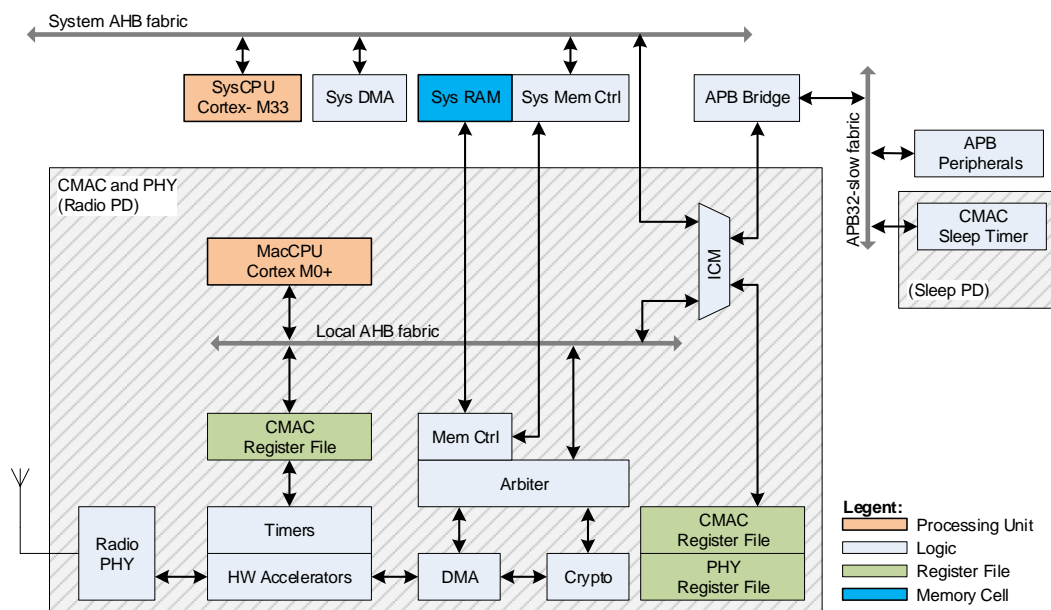 System AHB fabric
SysCPU
Cortex- M33
Sys DMA
Sys RAM
Sys Mem Ctrl
APB Bridge
APB32-slow fabric
APB
Peripherals
CMAC
Sleep Timer
(Sleep PD)
CMAC and PHY
(Radio PD)
MacCPU
Cortex M0+
ICM
Local AHB fabric
CMAC
Register File
Mem Ctrl
Arbiter
Radio
PHY
Timers
HW Accelerators
DMA
Crypto
CMAC
Register File
PHY
Register File
Legent:
Processing Unit
Logic
Register File
Memory Cell